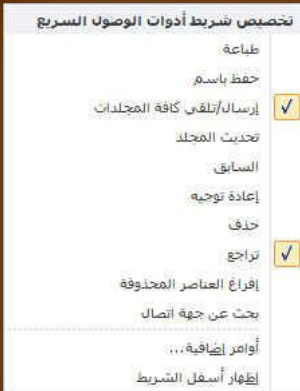 تخصيص شريط أدوات الوصول السريع
طباعة
حفظ باسم
إرسال/تلقي كافة المجلدات
تحديث المجلد
السابق
إعادة توجيه
حذف
تراجع
إفراغ العناصر المحذوفة
بحث عن جهة اتصال
أوامر إضافية...
إظهار أسفل الشريط